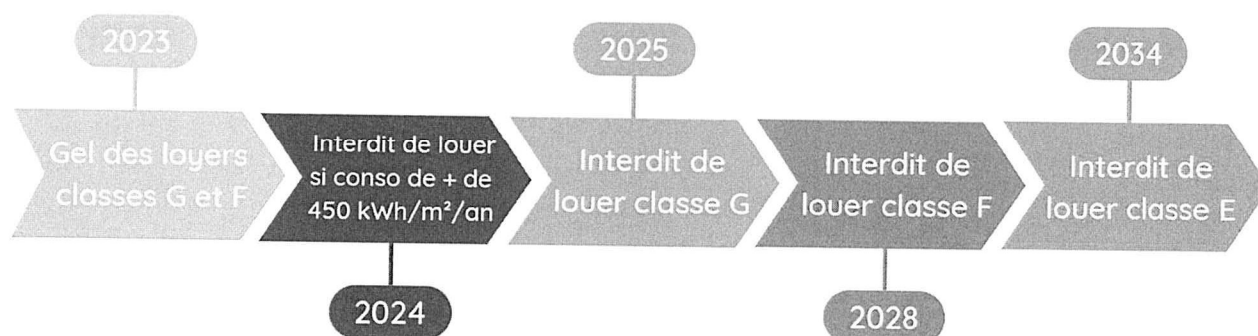 2023
Gel des loyers
classes G et F
Interdit de louer
si conso de + de
450 kWh/m²/an
2024
2025
Interdit de
louer classe G
Interdit de
louer classe F
2028
2034
Interdit de
louer classe E